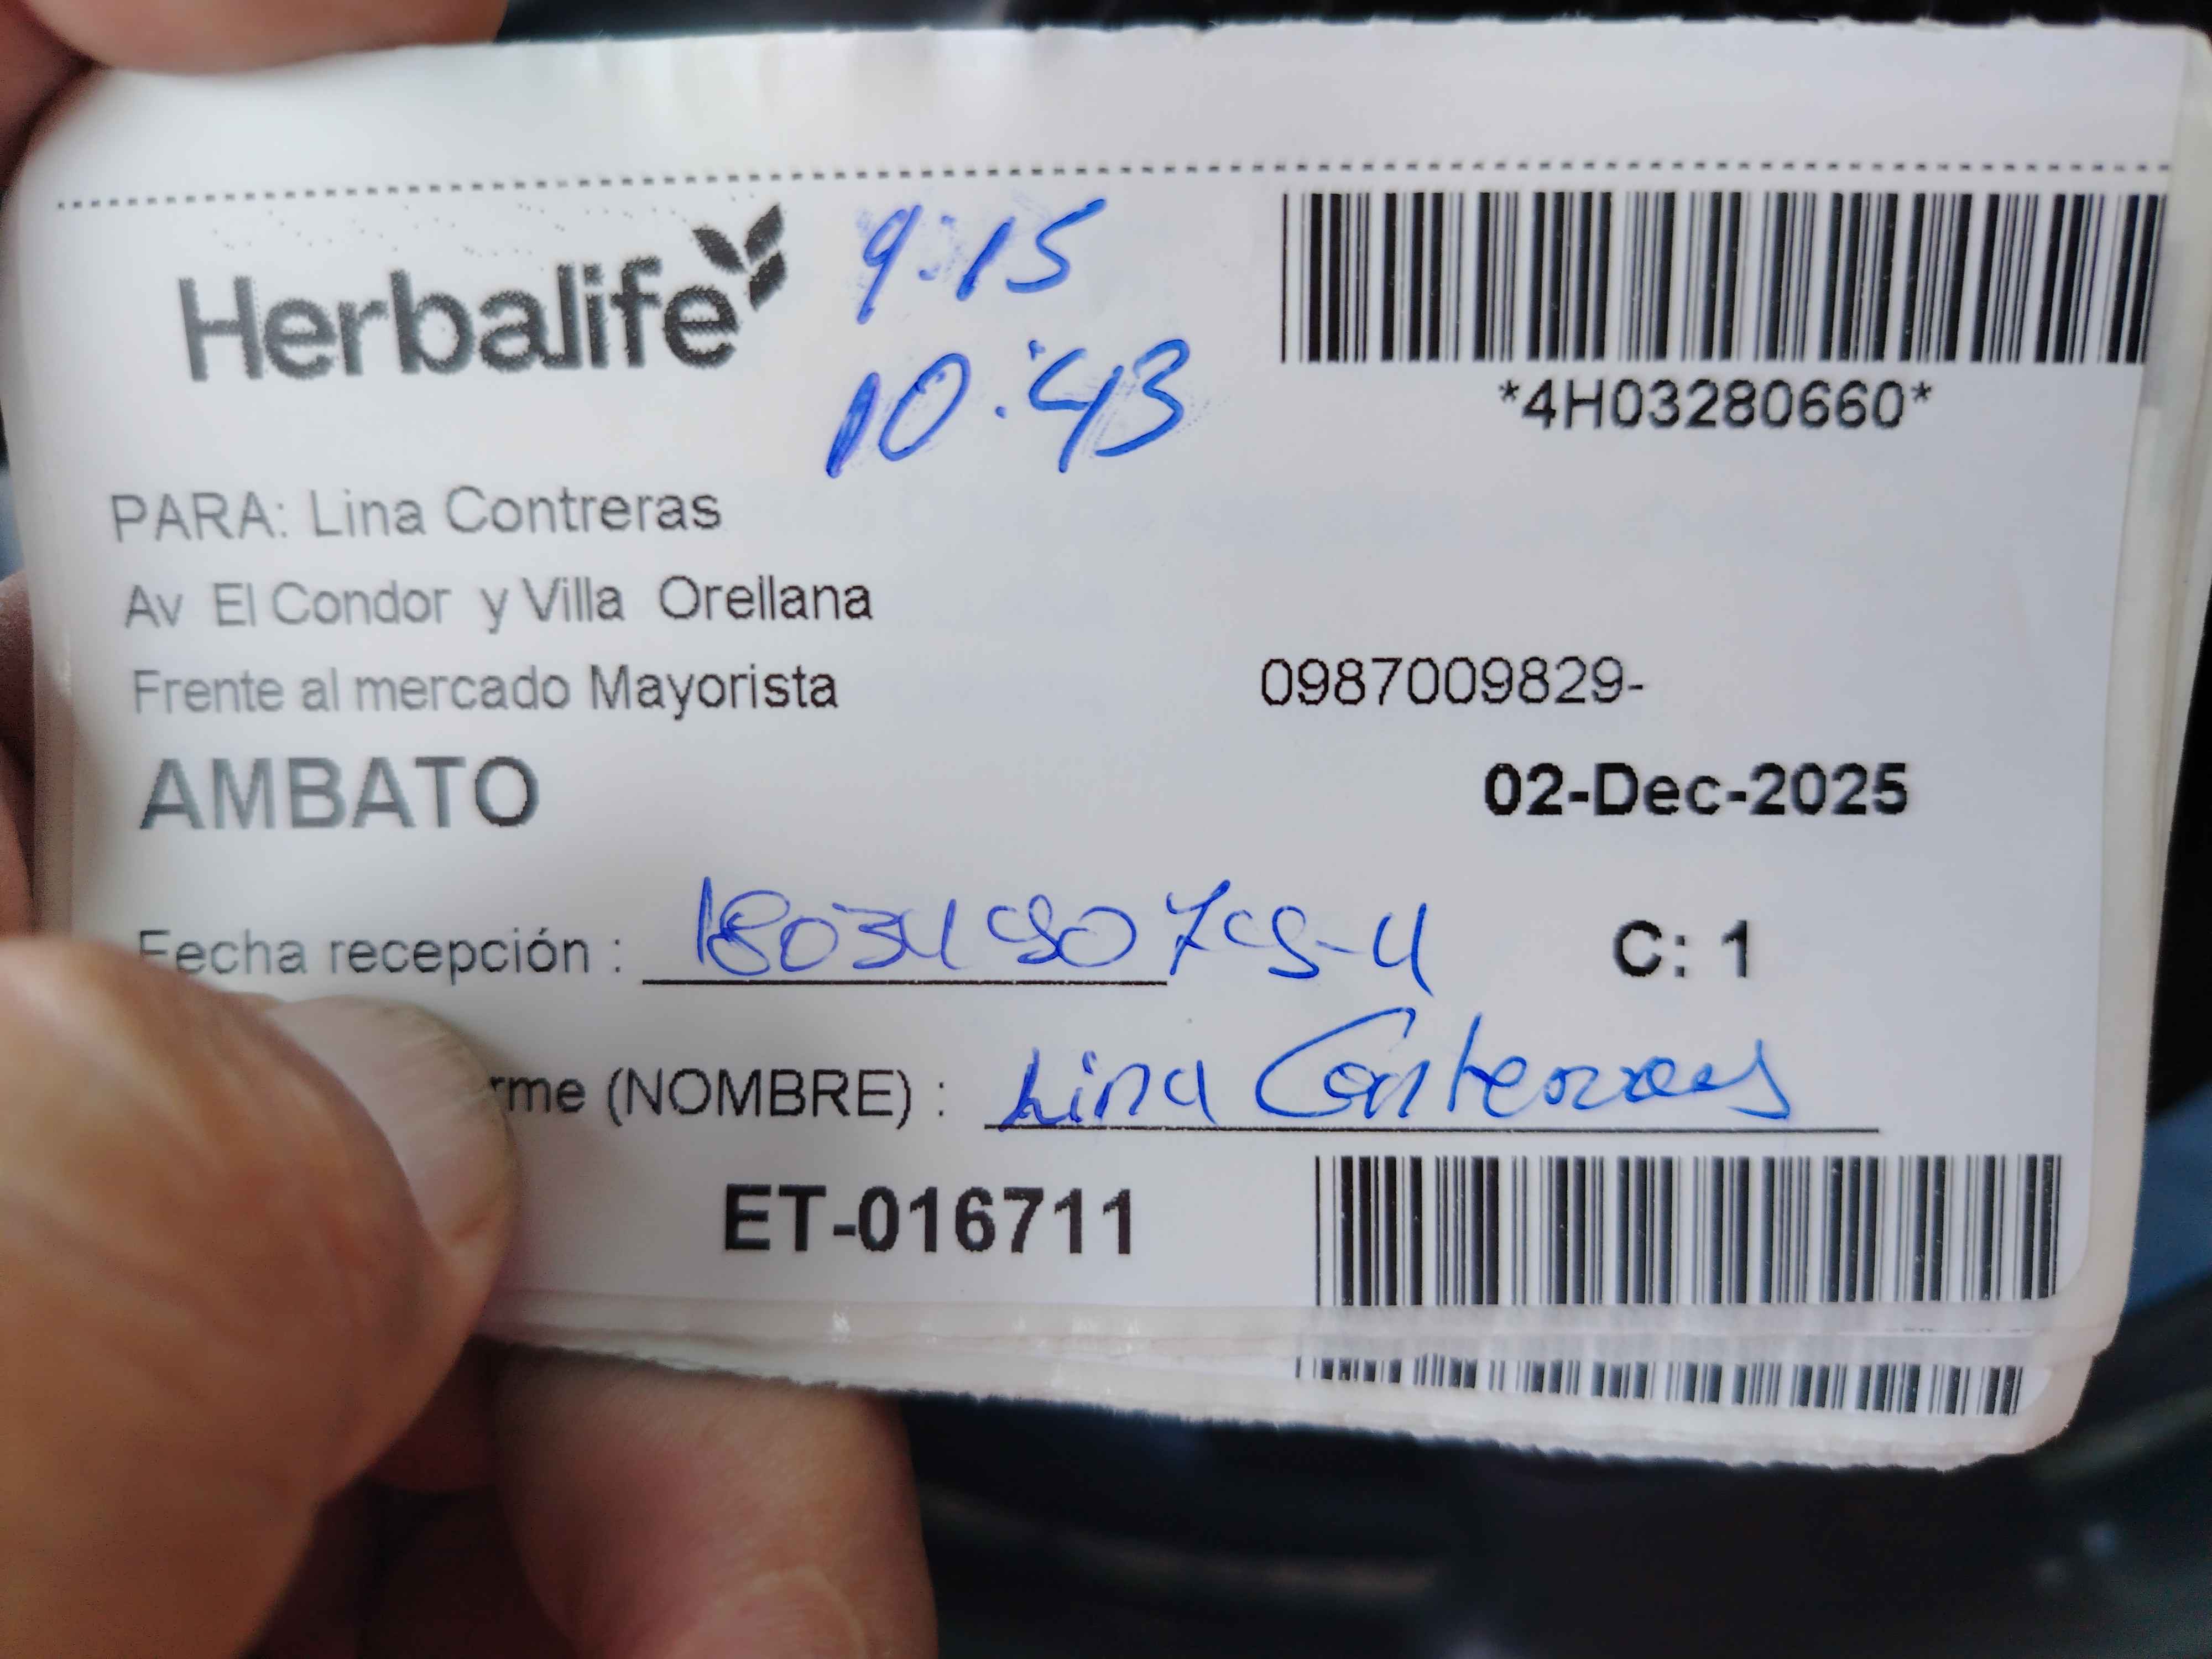 Herbalife
9:15
10:43
*4H03280660*
PARA: Lina Contreras
Av El Condor y Villa Orellana
Frente al mercado Mayorista
0987009829-
AMBATO
02-Dec-2025
Fecha recepción :
C: 1
rme (NOMBRE) : Lina Contreras
ET-016711